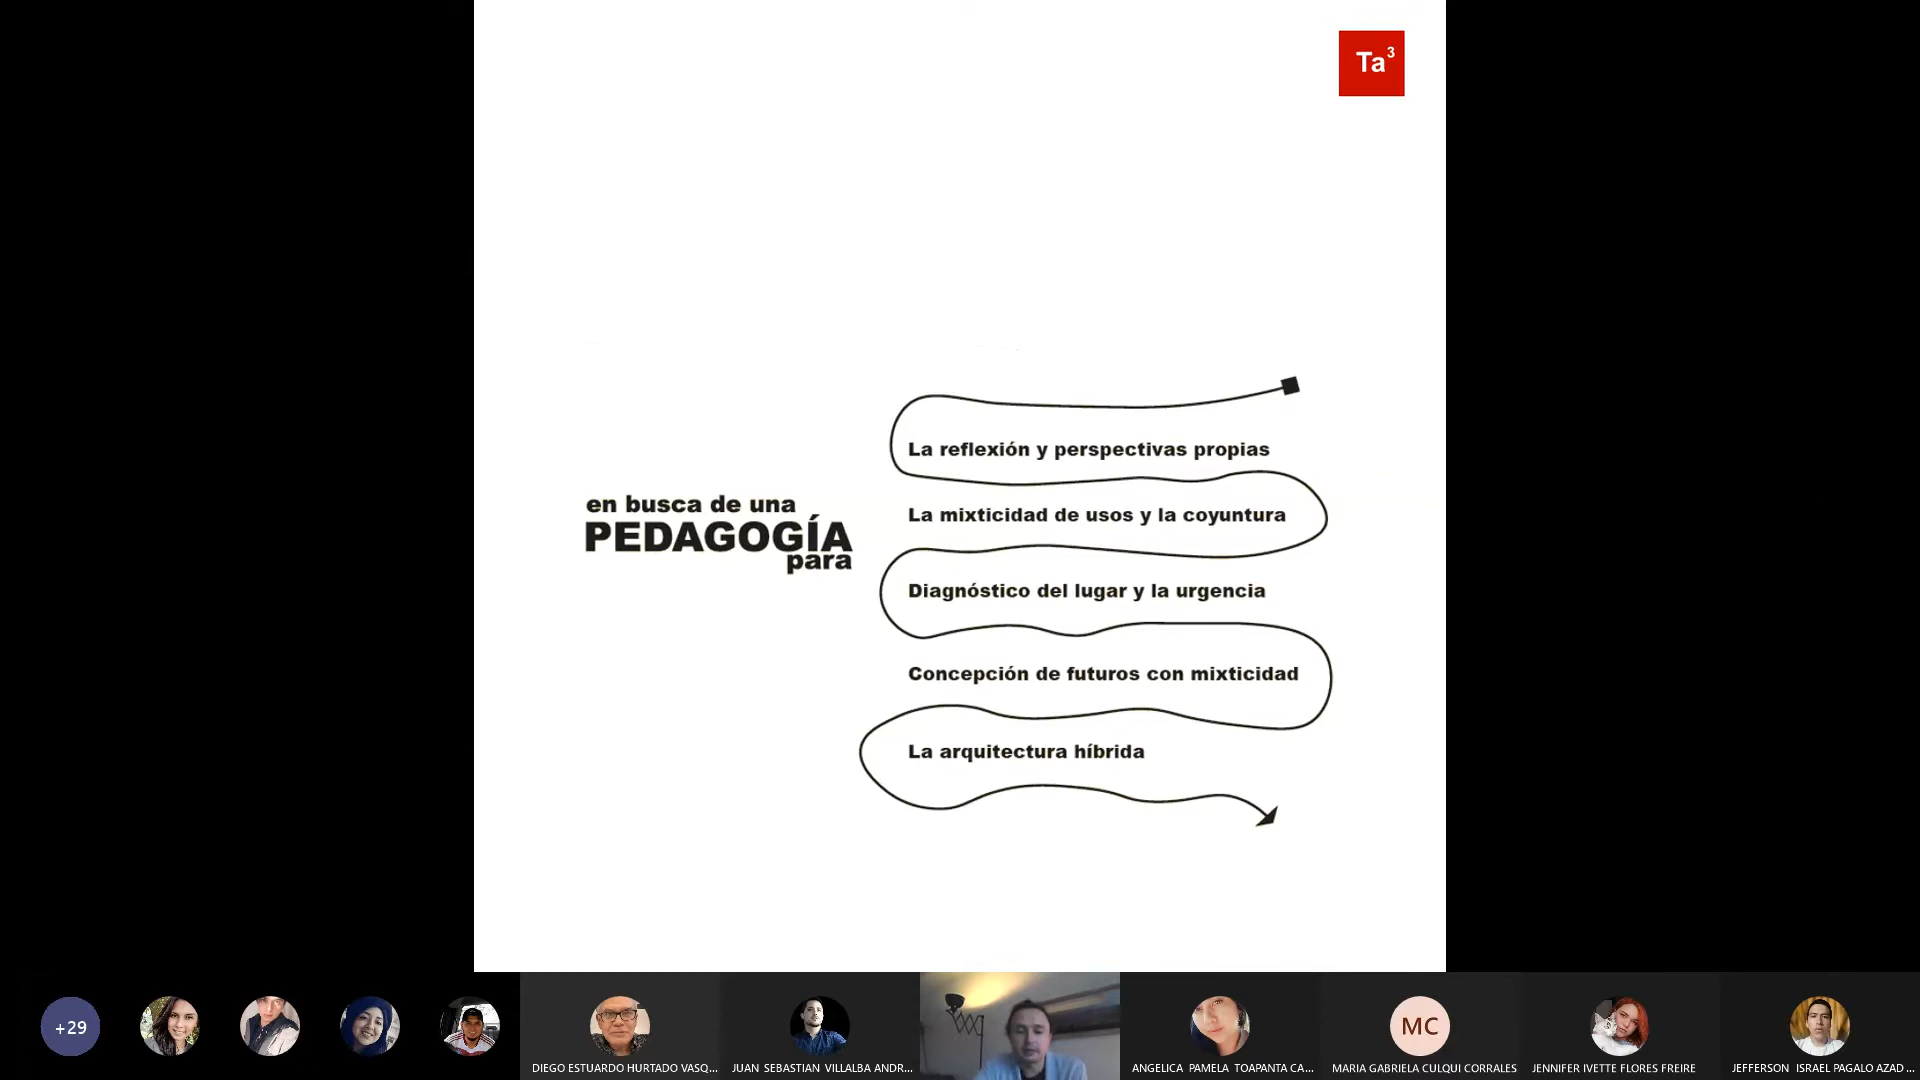 Ta³
La reflexión y perspectivas propias
La mixticidad de usos y la coyuntura
en busca de una
PEDAGOGÍA
para
Diagnóstico del lugar y la urgencia
Concepción de futuros con mixticidad
La arquitectura híbrida
+29
DIEGO ESTUARDO HURTADO VASQ...
JUAN SEBASTIAN VILLALBA ANDR...
ANGELICA PAMELA TOAPANTA CA...
MC
MARIA GABRIELA CULQUI CORRALES
JENNIFER IVETTE FLORES FREIRE
JEFFERSON ISRAEL PAGALO AZAD ...